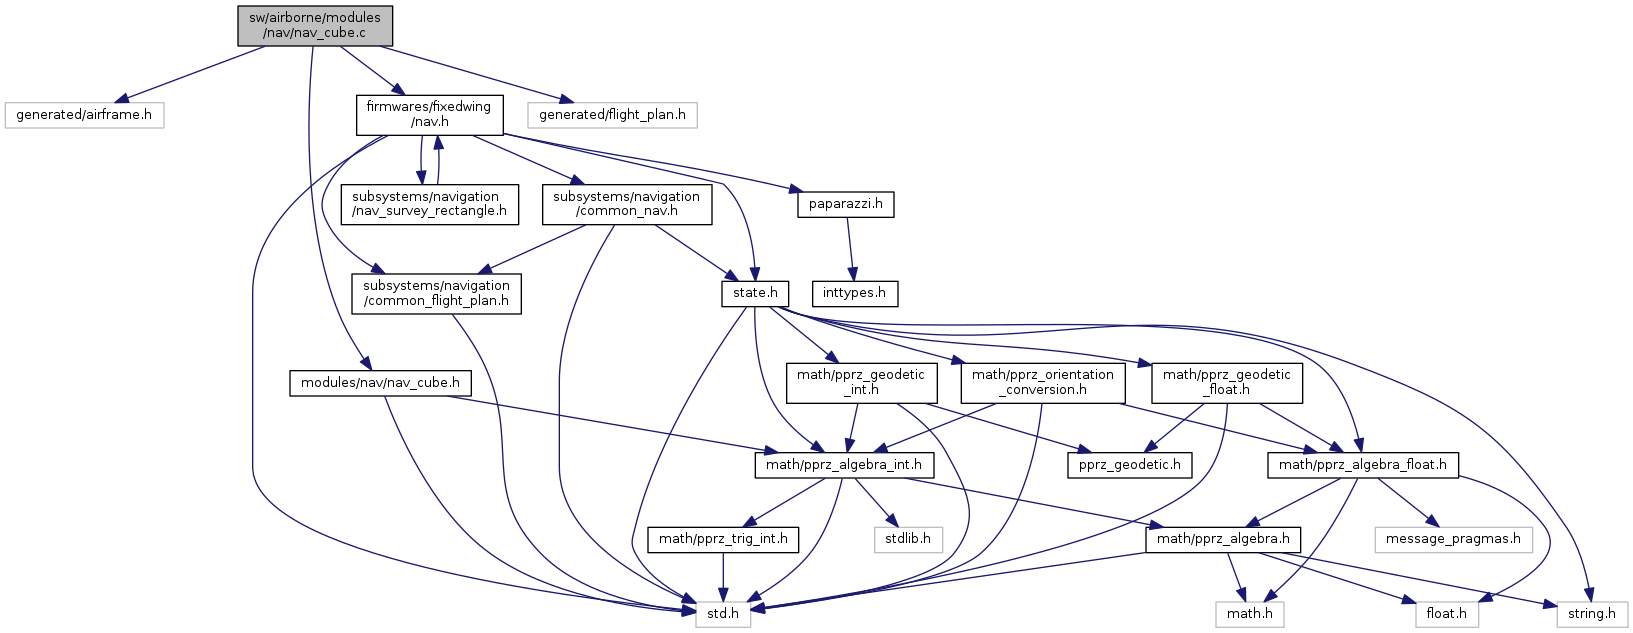 sw/airborne/modules
/nav/nav_cube.c
generated/airframe.h
firmwares/fixedwing
/nav.h
generated/flight_plan.h
subsystems/navigation
/nav_survey_rectangle.h
subsystems/navigation
/common_nav.h
paparazzi.h
subsystems/navigation
/common_flight_plan.h
state.h
inttypes.h
modules/nav/nav_cube.h
math/pprz_geodetic
_int.h
math/pprz_orientation
_conversion.h
math/pprz_geodetic
_float.h
math/pprz_algebra_int.h
pprz_geodetic.h
math/pprz_algebra_float.h
math/pprz_trig_int.h
stdlib.h
math/pprz_algebra.h
message_pragmas.h
std.h
math.h
float.h
string.h